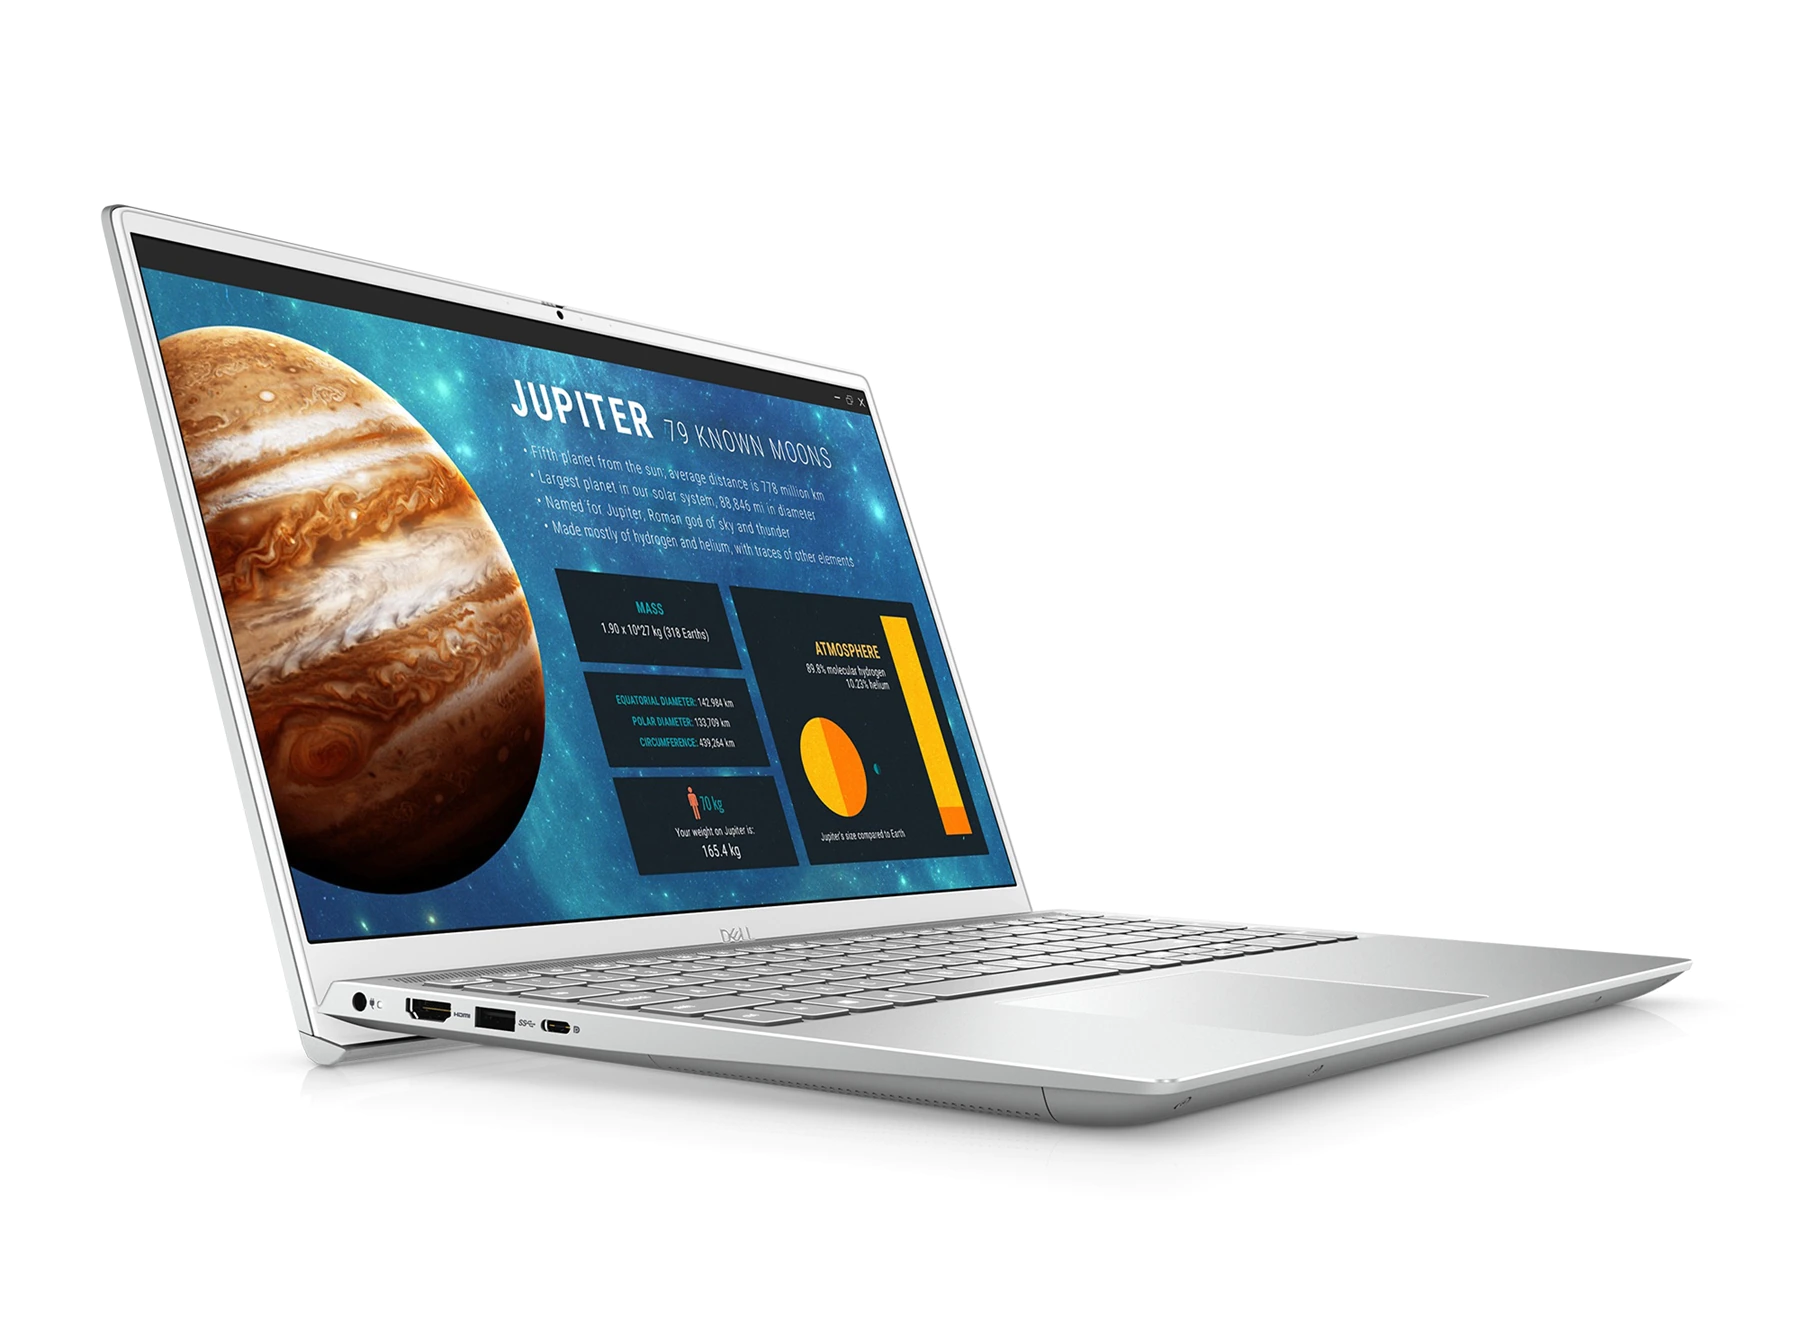 JUPITER 79 KNOWN MOONS
• Fifth planet from the sun; average distance is 778 million km
• Largest planet in our solar system, 88,846 mi in diameter
• Named for Jupiter, Roman god of sky and thunder
• Made mostly of hydrogen and helium, with traces of other elements
MASS
1.90 x 10^27 kg (318 Earths)
EQUATORIAL DIAMETER: 142,984 km
POLAR DIAMETER: 133,709 km
CIRCUMFERENCE: 439,264 km
70 kg
Your weight on Jupiter is:
165.4 kg
ATMOSPHERE
89.8% molecular hydrogen
10.23% helium
Jupiter's size compared to Earth
DELL
HDMI
SS